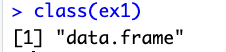 > class(ex1)
[1] "data.frame"